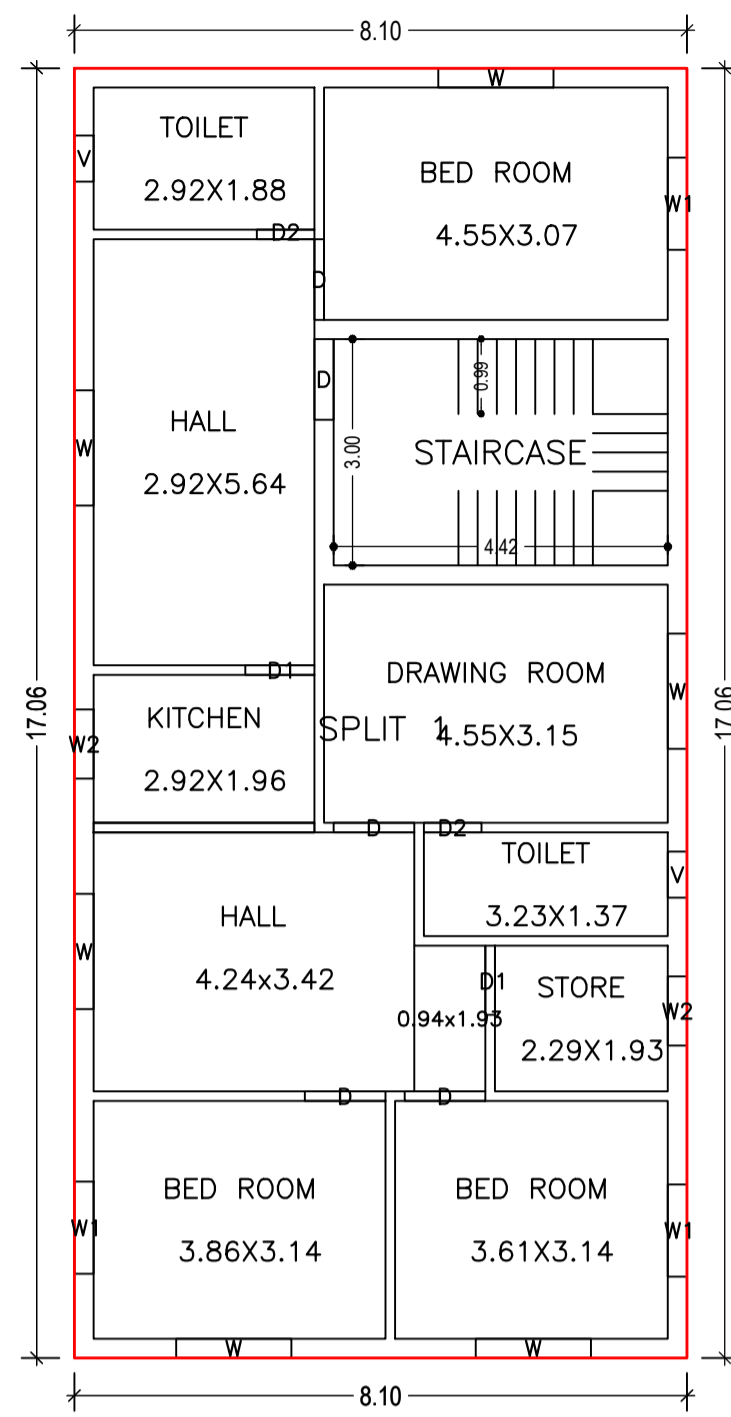 8.10
W
TOILET
2.92X1.88
V
BED ROOM
4.55X3.07
W1
D2
D
D
0.99
HALL
2.92X5.64
W
3.00
STAIRCASE
4.42
D1
DRAWING ROOM
4.55X3.15
W
17.06
17.06
KITCHEN
2.92X1.96
W2
SPLIT 1
D
D2
TOILET
3.23X1.37
V
HALL
4.24x3.42
W
D1
0.94x1.93
STORE
2.29X1.93
W2
D
D
BED ROOM
3.86X3.14
W1
BED ROOM
3.61X3.14
W1
W
W
8.10